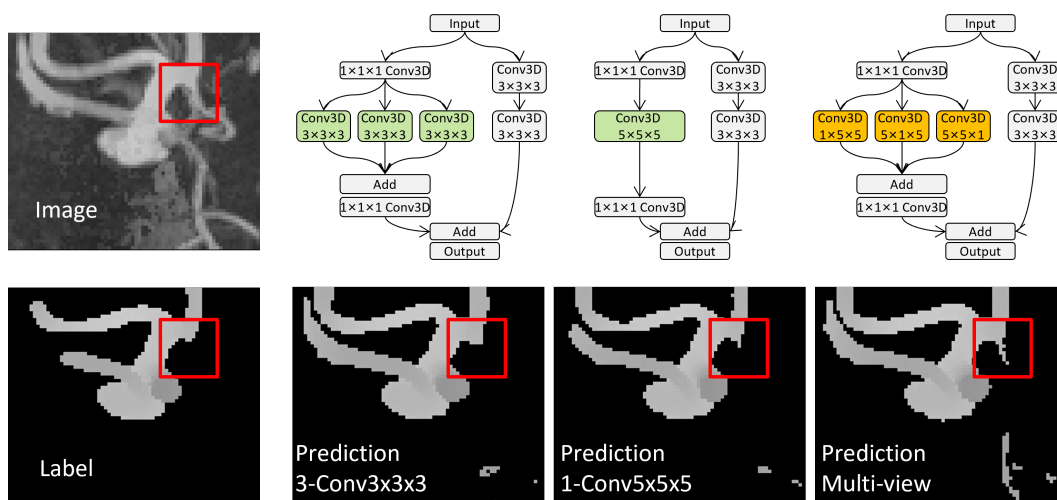 Image
Input
1×1×1 Conv3D
Conv3D
3×3×3
Conv3D
3×3×3
Conv3D
3×3×3
Conv3D
3×3×3
Conv3D
3×3×3
Add
1×1×1 Conv3D
Add
Output
Input
1×1×1 Conv3D
Conv3D
3×3×3
Conv3D
5×5×5
Conv3D
3×3×3
1×1×1 Conv3D
Add
Output
Input
1×1×1 Conv3D
Conv3D
3×3×3
Conv3D
1×5×5
Conv3D
5×1×5
Conv3D
5×5×1
Conv3D
3×3×3
Add
1×1×1 Conv3D
Add
Output
Label
Prediction
3-Conv3x3x3
Prediction
1-Conv5x5x5
Prediction
Multi-view